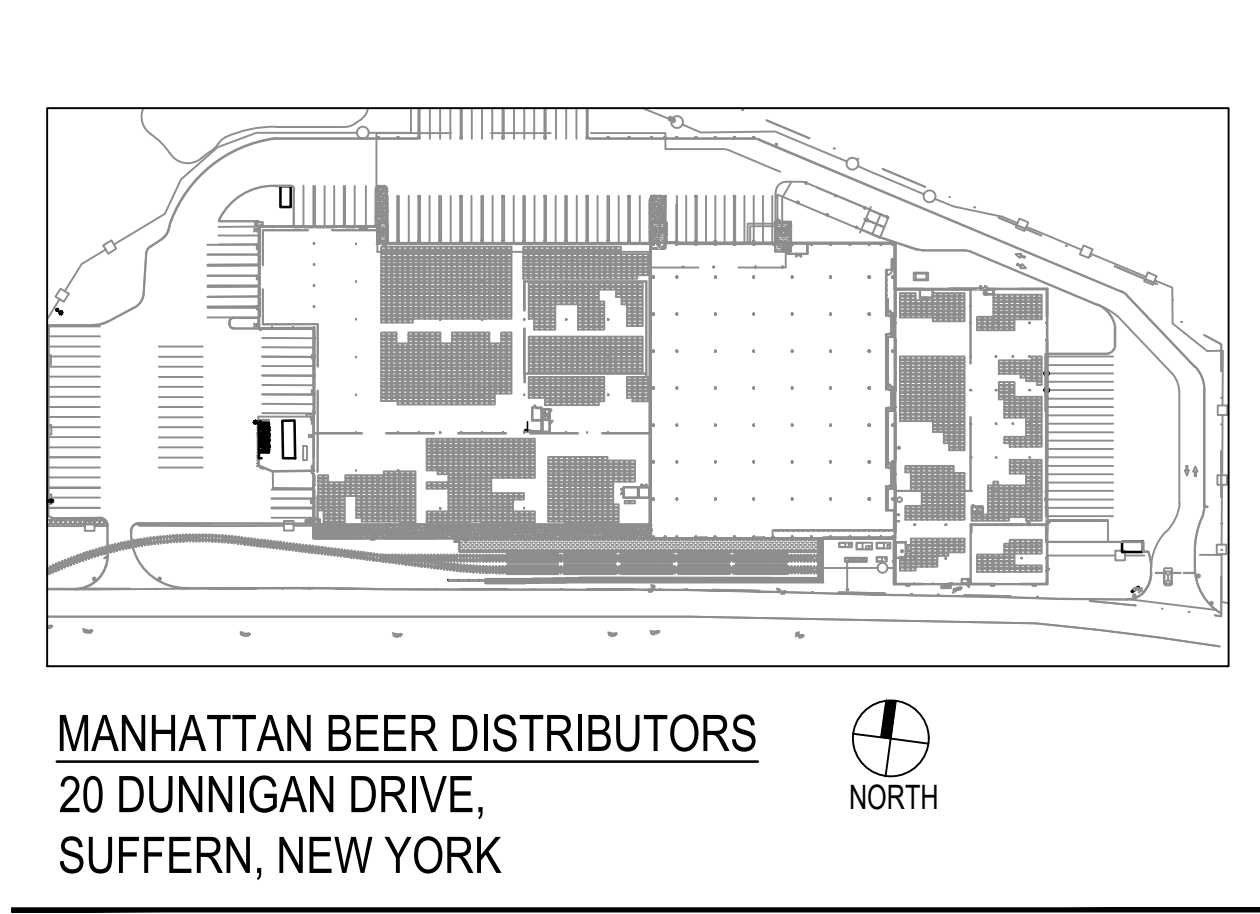 MANHATTAN BEER DISTRIBUTORS
20 DUNNIGAN DRIVE,
SUFFERN, NEW YORK
NORTH